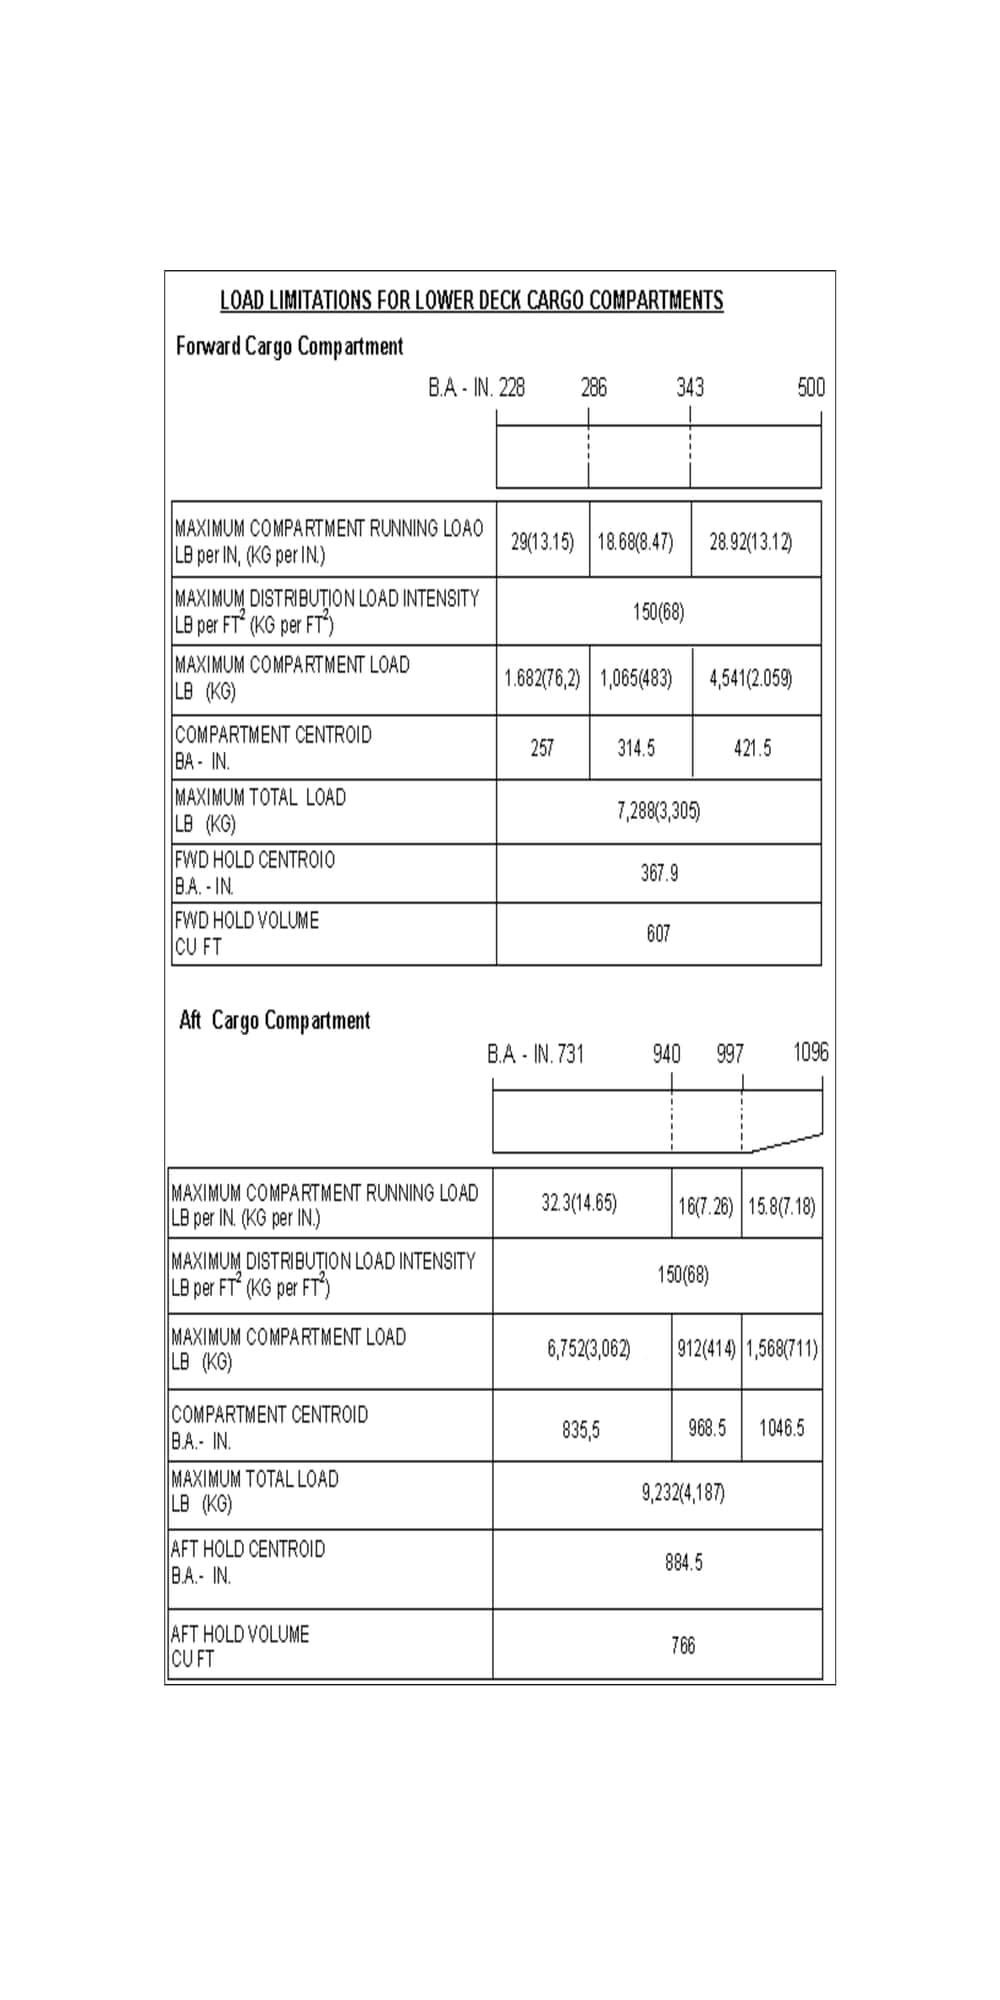 LOAD LIMITATIONS FOR LOWER DECK CARGO COMPARTMENTS
Forward Cargo Compartment
B.A - IN. 228 286 343 500
MAXIMUM COMPARTMENT RUNNING LOAO
LB per IN, (KG per IN.)
29(13.15) 18.68(8.47) 28.92(13.12)
MAXIMUM DISTRIBUTION LOAD INTENSITY
LB per FT² (KG per FT²)
150(68)
MAXIMUM COMPARTMENT LOAD
LB (KG)
1.682(76,2) 1,065(483) 4,541(2.059)
COMPARTMENT CENTROID
BA - IN.
257 314.5 421.5
MAXIMUM TOTAL LOAD
LB (KG)
7,288(3,305)
FWD HOLD CENTROIO
B.A. - IN.
367.9
FWD HOLD VOLUME
CU FT
607
Aft Cargo Compartment
B.A - IN. 731 940 997 1096
MAXIMUM COMPARTMENT RUNNING LOAD
LB per IN. (KG per IN.)
32.3(14.65) 16(7.26) 15.8(7.18)
MAXIMUM DISTRIBUTION LOAD INTENSITY
LB per FT² (KG per FT²)
150(68)
MAXIMUM COMPARTMENT LOAD
LB (KG)
6,752(3,062) 912(414) 1,568(711)
COMPARTMENT CENTROID
B.A.- IN.
835,5 968.5 1046.5
MAXIMUM TOTAL LOAD
LB (KG)
9,232(4,187)
AFT HOLD CENTROID
B.A.- IN.
884.5
AFT HOLD VOLUME
CU FT
766